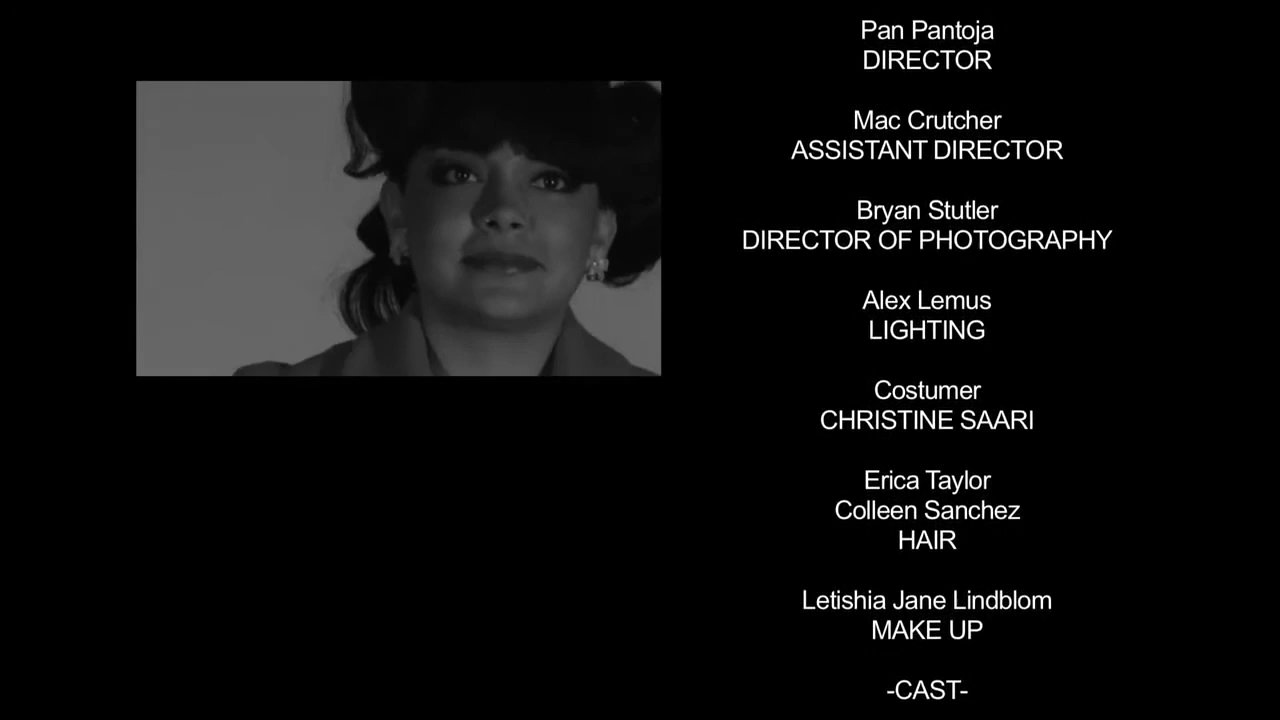 Pan Pantoja
DIRECTOR
Mac Crutcher
ASSISTANT DIRECTOR
Bryan Stutler
DIRECTOR OF PHOTOGRAPHY
Alex Lemus
LIGHTING
Costumer
CHRISTINE SAARI
Erica Taylor
Colleen Sanchez
HAIR
Letishia Jane Lindblom
MAKE UP
-CAST-